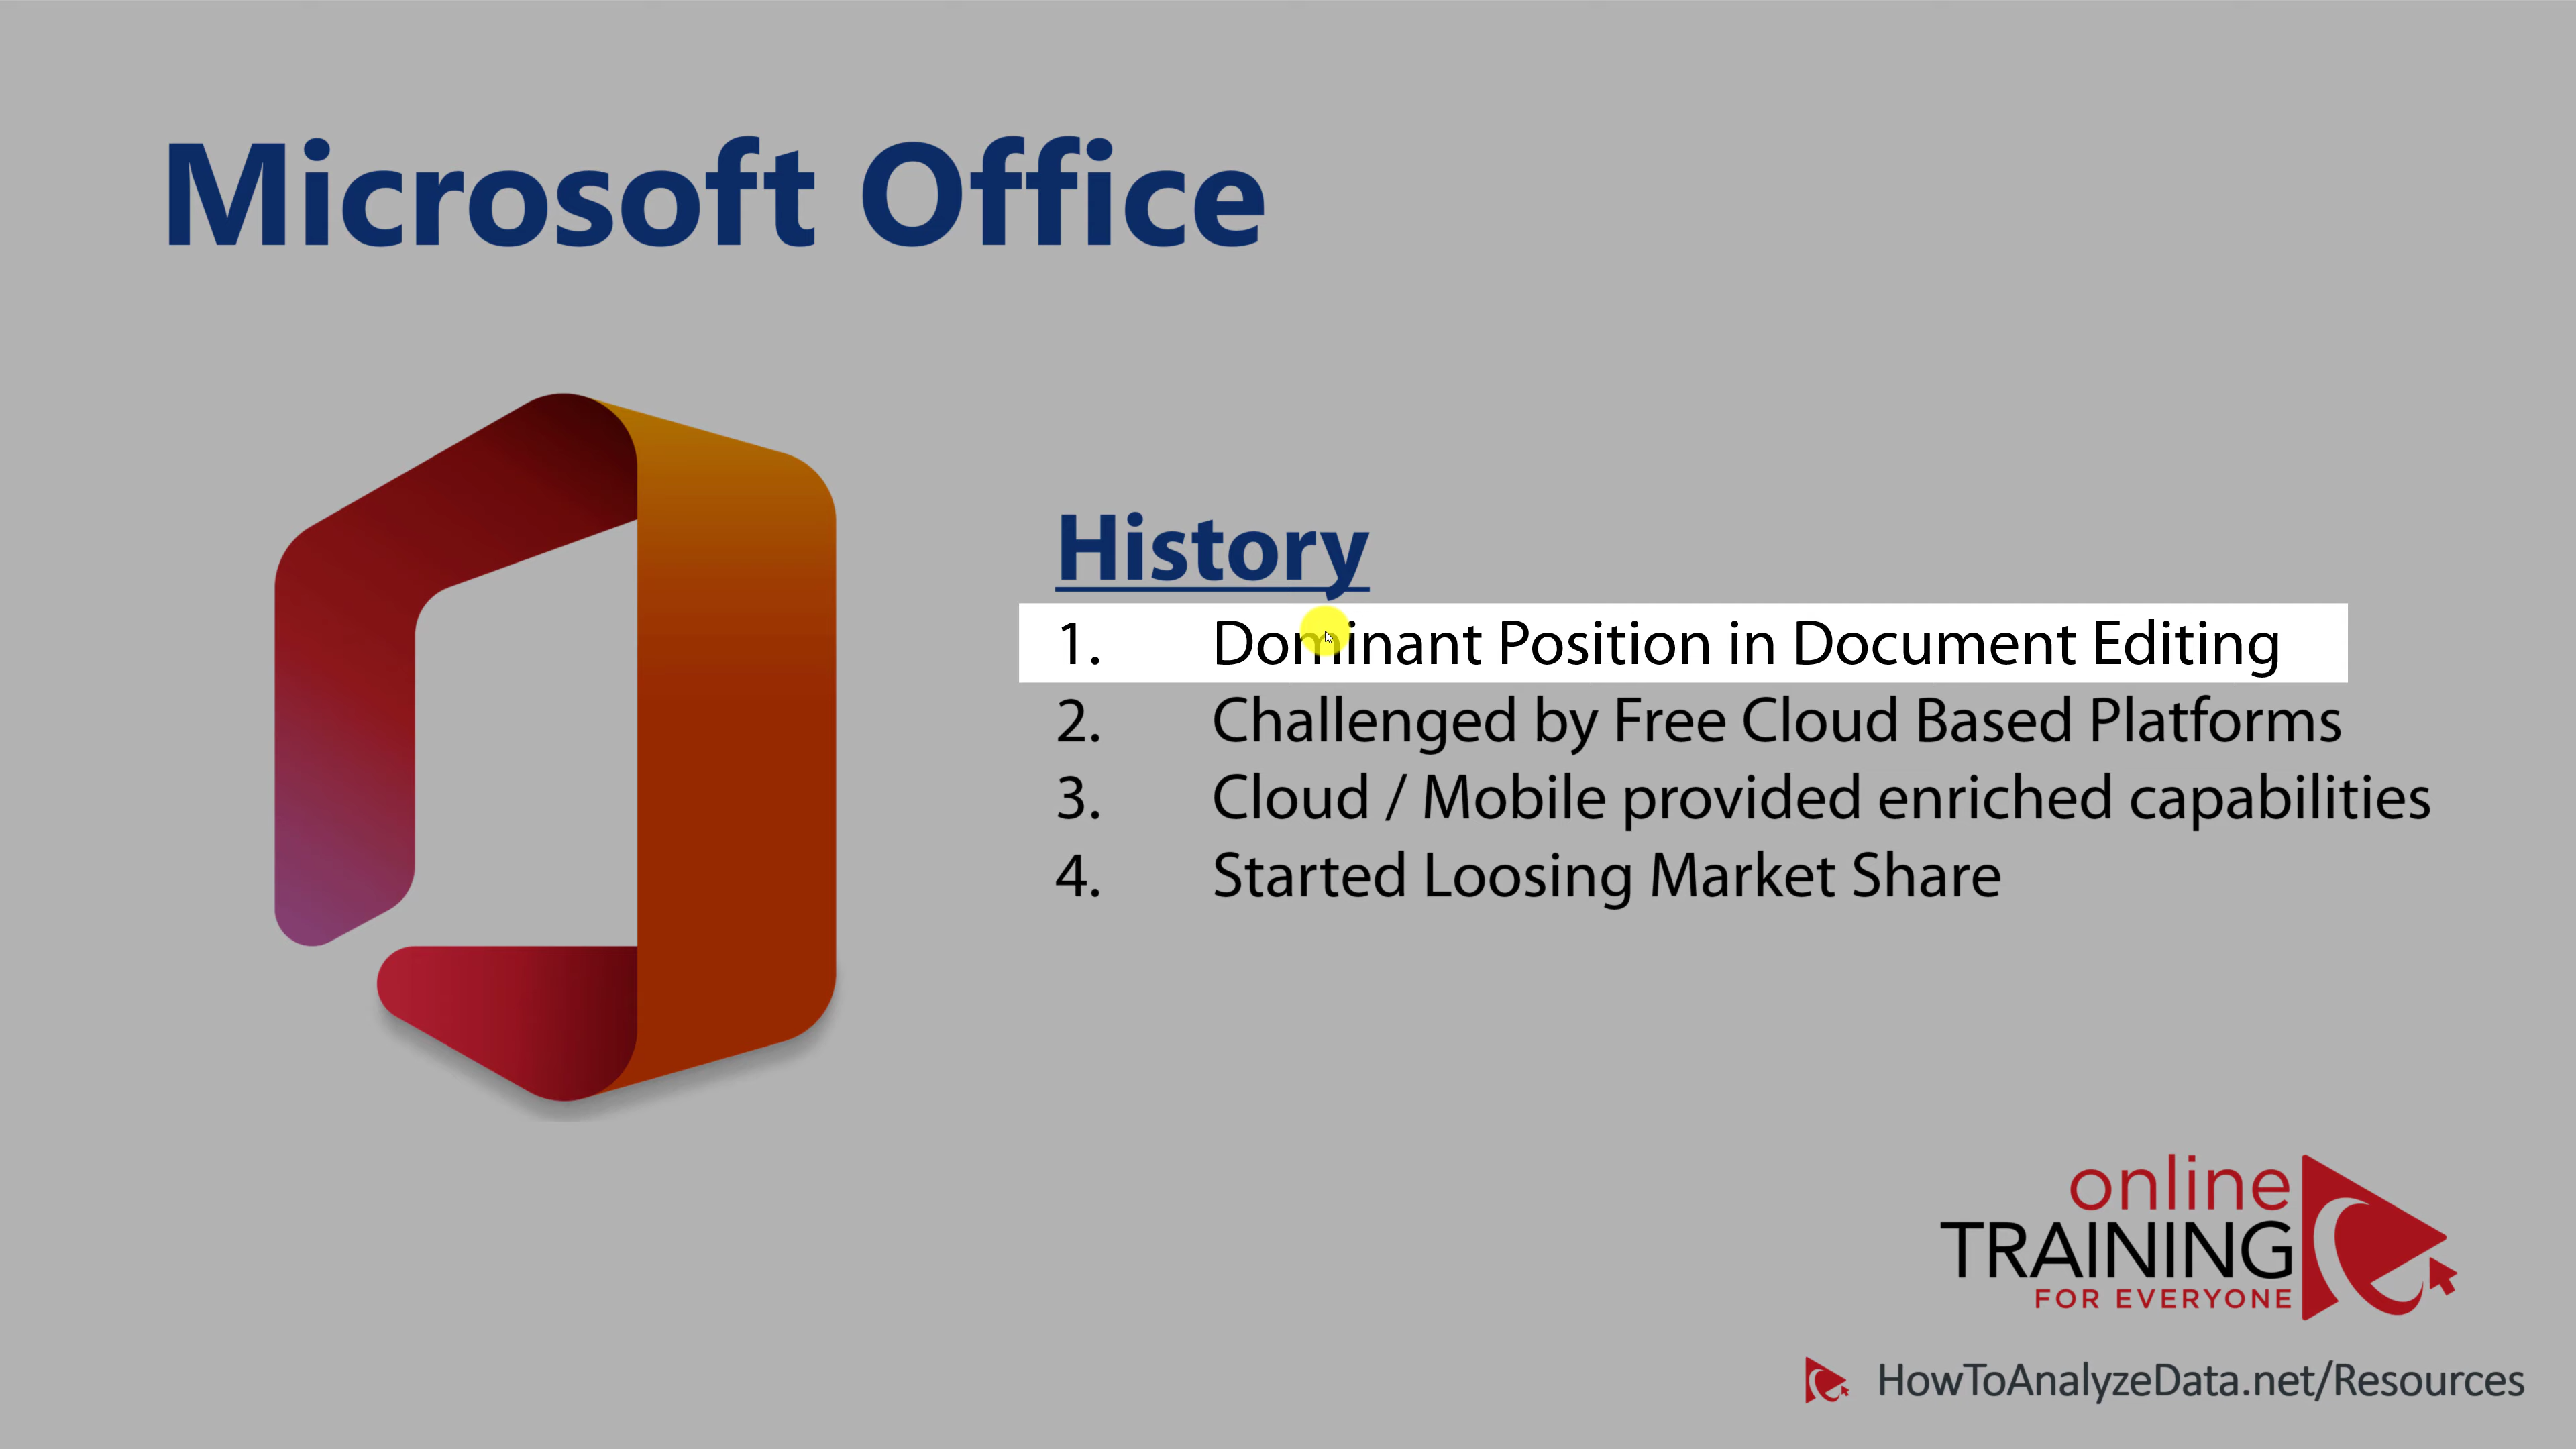 Microsoft Office
History
1. Dominant Position in Document Editing
2. Challenged by Free Cloud Based Platforms
3. Cloud / Mobile provided enriched capabilities
4. Started Loosing Market Share
online
TRAINING
FOR EVERYONE
HowToAnalyzeData.net/Resources